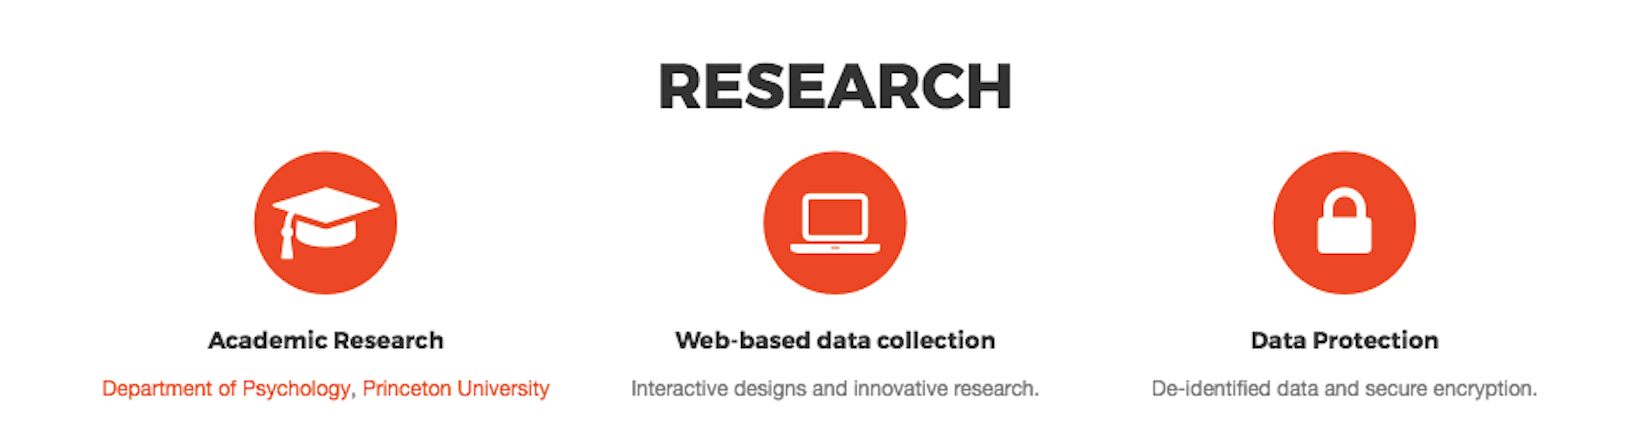 RESEARCH
Academic Research
Department of Psychology, Princeton University
Web-based data collection
Interactive designs and innovative research.
Data Protection
De-identified data and secure encryption.